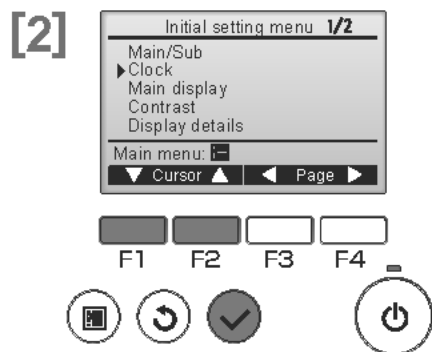 [2]
Initial setting menu 1/2
Main/Sub
▶Clock
Main display
Contrast
Display details
Main menu:
▼ Cursor ▲ ◀ Page ▶
F1 F2 F3 F4